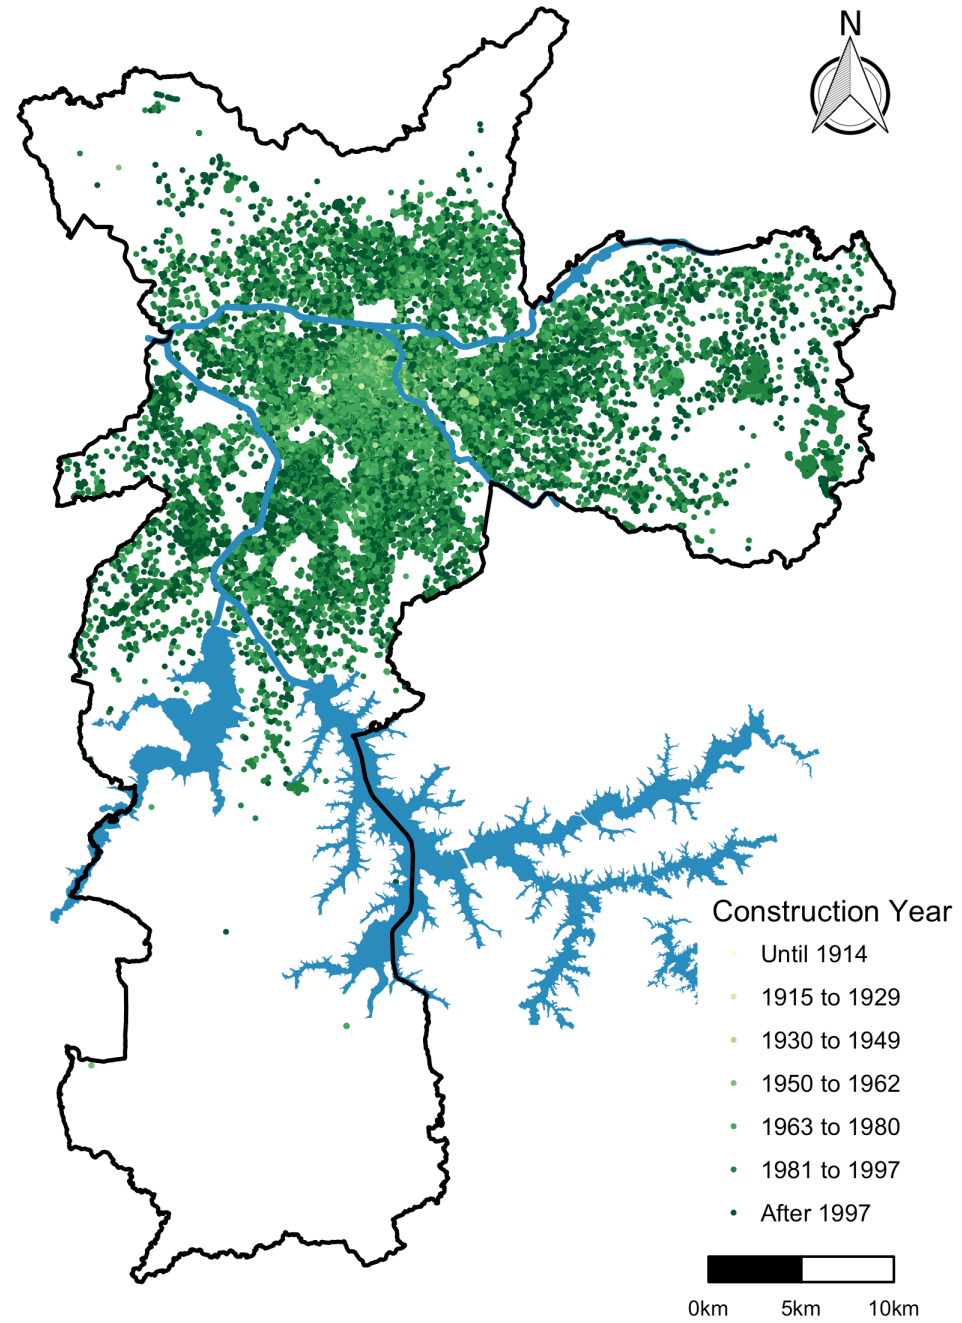 N
Construction Year
Until 1914
1915 to 1929
1930 to 1949
1950 to 1962
1963 to 1980
1981 to 1997
After 1997
0km 5km 10km